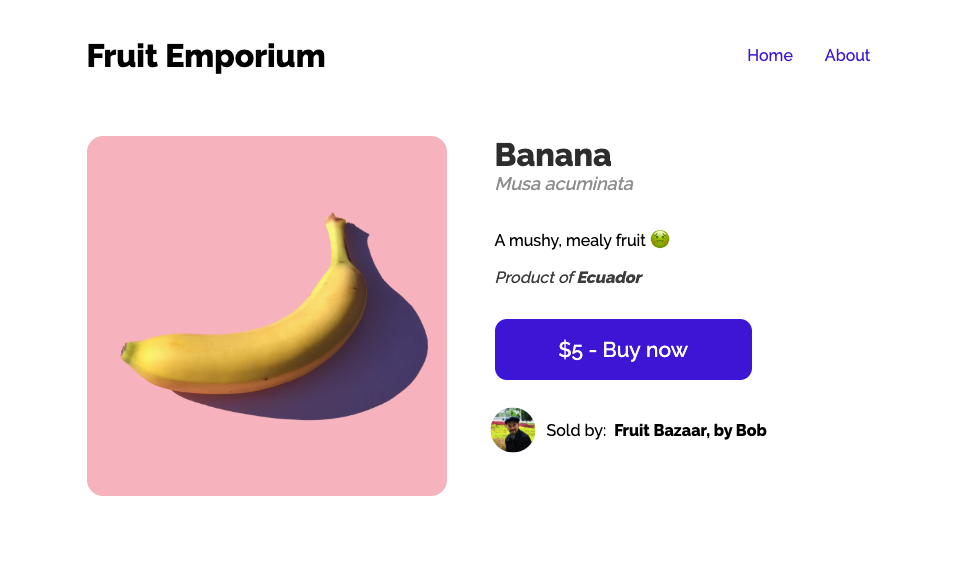 Fruit Emporium
Home About
Banana
Musa acuminata
A mushy, mealy fruit 🤢
Product of Ecuador
$5 - Buy now
Sold by: Fruit Bazaar, by Bob